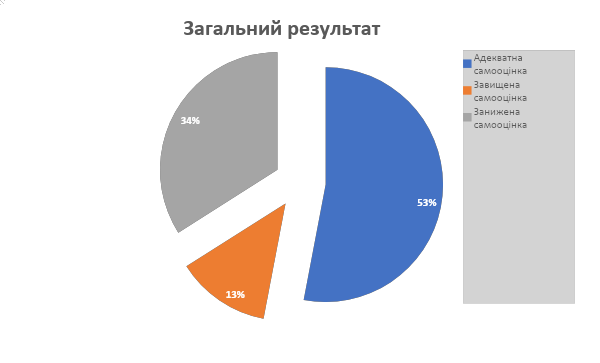 Загальний результат
34%
53%
13%
Адекватна
самооцінка
Завищена
самооцінка
Занижена
самооцінка